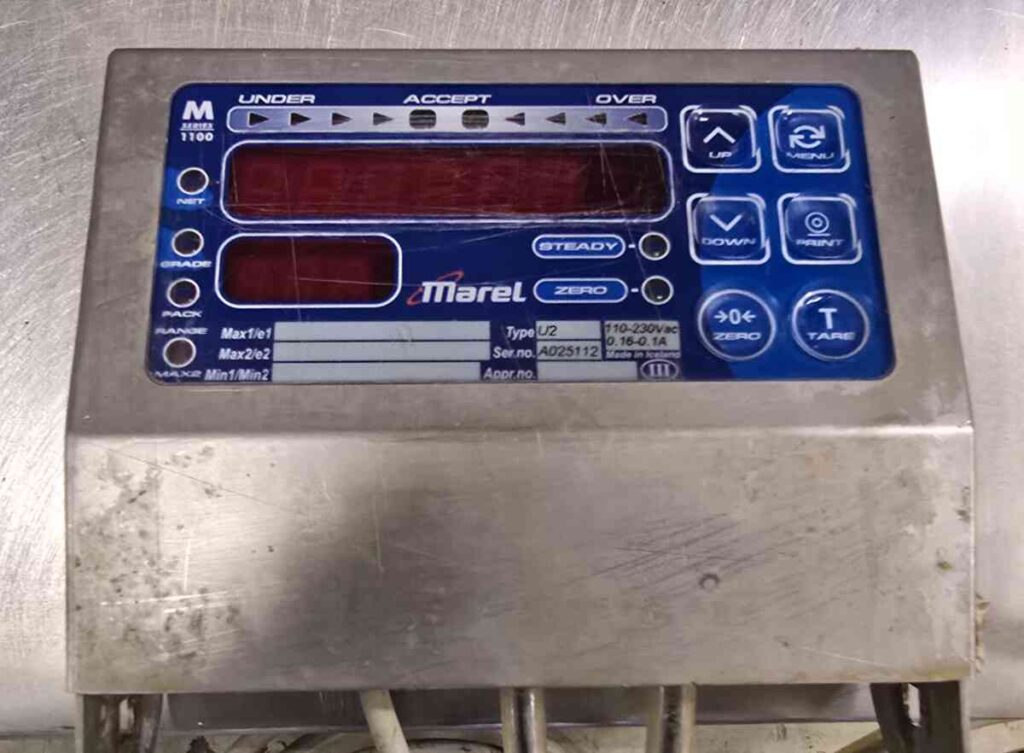 UNDER ACCEPT OVER
M
SERIES
1100
UP
MENU
NET
GRADE
PACK
RANGE
MAX2
DOWN
PRINT
STEADY
ZERO
Marel
→0←
ZERO
T
TARE
Max1/e1
Max2/e2
Min1/Min2
Type U2
Ser.no. A025112
Appr.no.
110-230Vac
0.16-0.1A
Made in Iceland
III